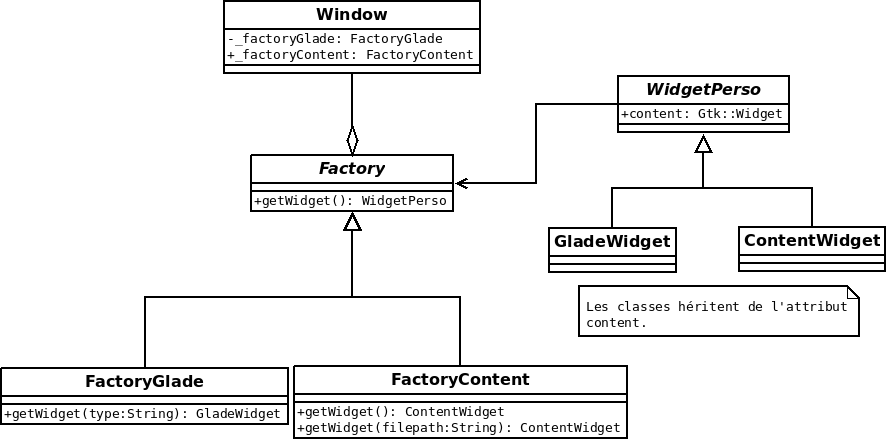 Window
-_factoryGlade: FactoryGlade
+_factoryContent: FactoryContent
WidgetPerso
+content: Gtk::Widget
Factory
+getWidget(): WidgetPerso
GladeWidget
ContentWidget
Les classes héritent de l'attribut
content.
FactoryGlade
+getWidget(type:String): GladeWidget
FactoryContent
+getWidget(): ContentWidget
+getWidget(filepath:String): ContentWidget